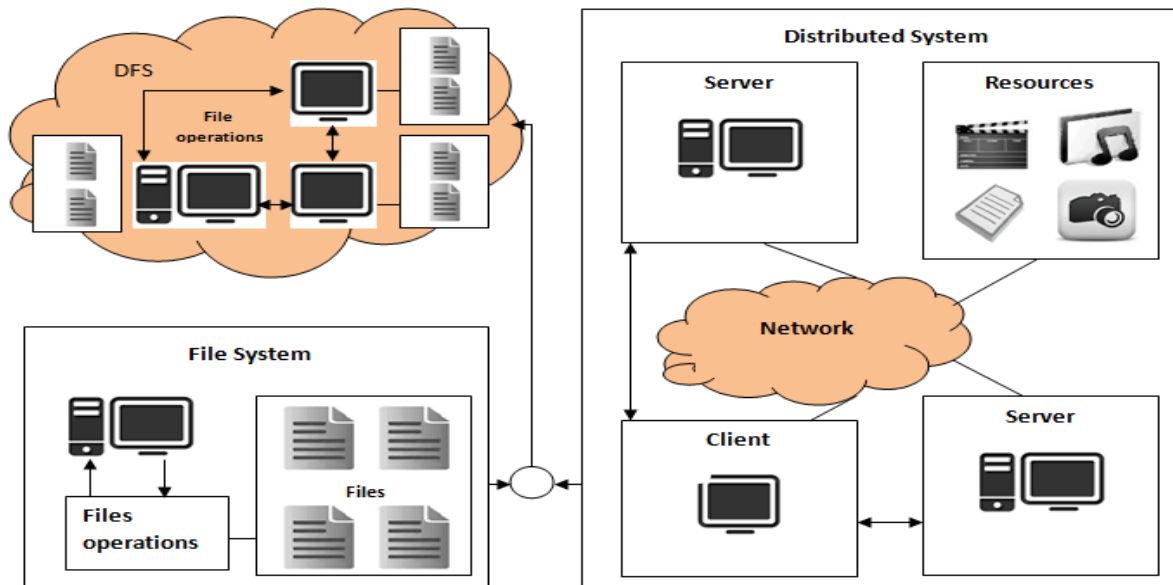 DFS
File
operations
File System
Files
Files
operations
Distributed System
Server
Resources
Network
Client
Server